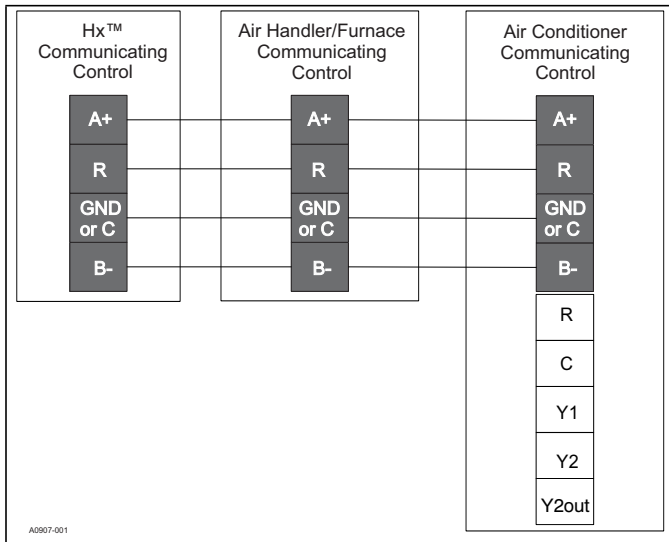 Hx™
Communicating
Control
A+
R
GND
or C
B-
Air Handler/Furnace
Communicating
Control
A+
R
GND
or C
B-
Air Conditioner
Communicating
Control
A+
R
GND
or C
B-
R
C
Y1
Y2
Y2out
A0907-001